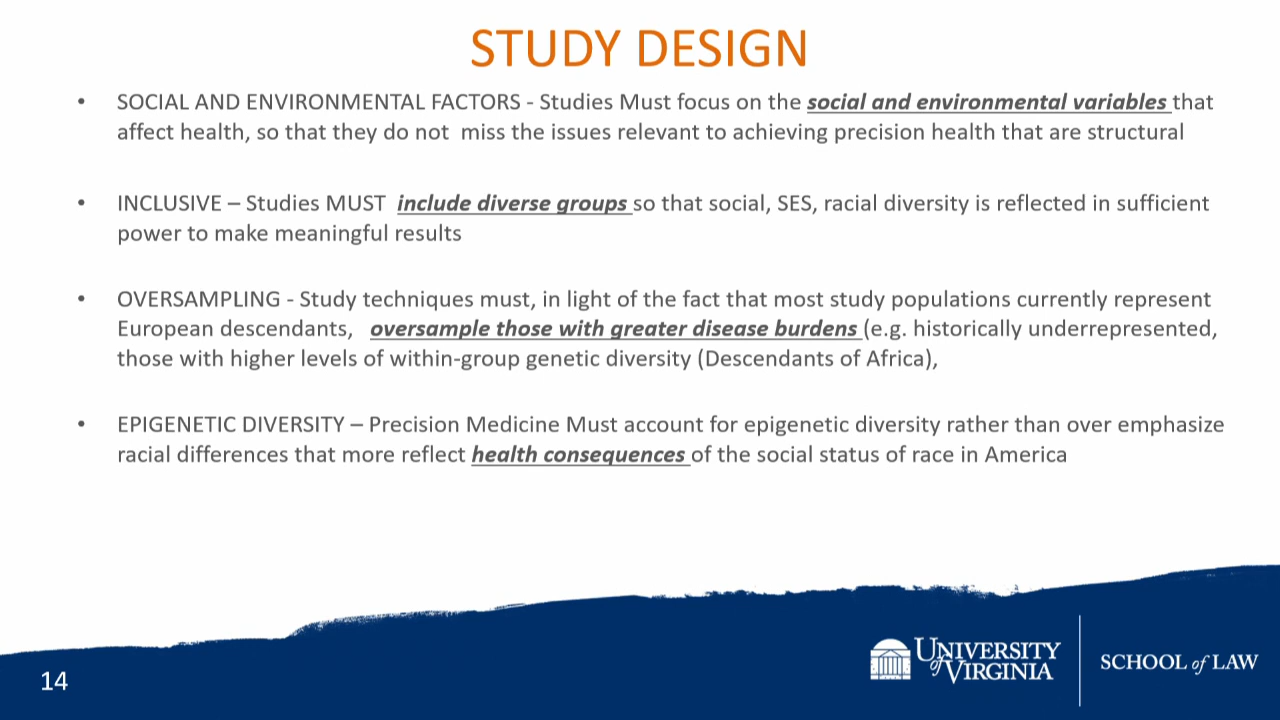 STUDY DESIGN
• SOCIAL AND ENVIRONMENTAL FACTORS - Studies Must focus on the social and environmental variables that
affect health, so that they do not  miss the issues relevant to achieving precision health that are structural
• INCLUSIVE – Studies MUST  include diverse groups so that social, SES, racial diversity is reflected in sufficient
power to make meaningful results
• OVERSAMPLING - Study techniques must, in light of the fact that most study populations currently represent
European descendants,   oversample those with greater disease burdens (e.g. historically underrepresented,
those with higher levels of within-group genetic diversity (Descendants of Africa),
• EPIGENETIC DIVERSITY – Precision Medicine Must account for epigenetic diversity rather than over emphasize
racial differences that more reflect health consequences of the social status of race in America
14
UNIVERSITY
of VIRGINIA
SCHOOL of LAW